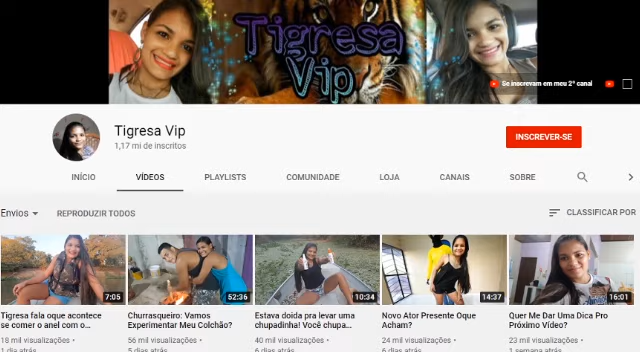 Tigresa
Vip
Se inscrevam em meu 2º canal
Tigresa Vip
1,17 mi de inscritos
INSCREVER-SE
INÍCIO
VÍDEOS
PLAYLISTS
COMUNIDADE
LOJA
CANAIS
SOBRE
Envios
REPRODUZIR TODOS
CLASSIFICAR POR
7:05
52:36
10:34
14:37
16:01
Tigresa fala oque acontece
se comer o anel com o...
18 mil visualizações •
1 dia atrás
Churrasqueiro: Vamos
Experimentar Meu Colchão?
56 mil visualizações •
5 dias atrás
Estava doida pra levar uma
chupadinha! Você chupa...
40 mil visualizações •
6 dias atrás
Novo Ator Presente Oque
Acham?
24 mil visualizações •
6 dias atrás
Quer Me Dar Uma Dica Pro
Próximo Vídeo?
23 mil visualizações •
1 semana atrás